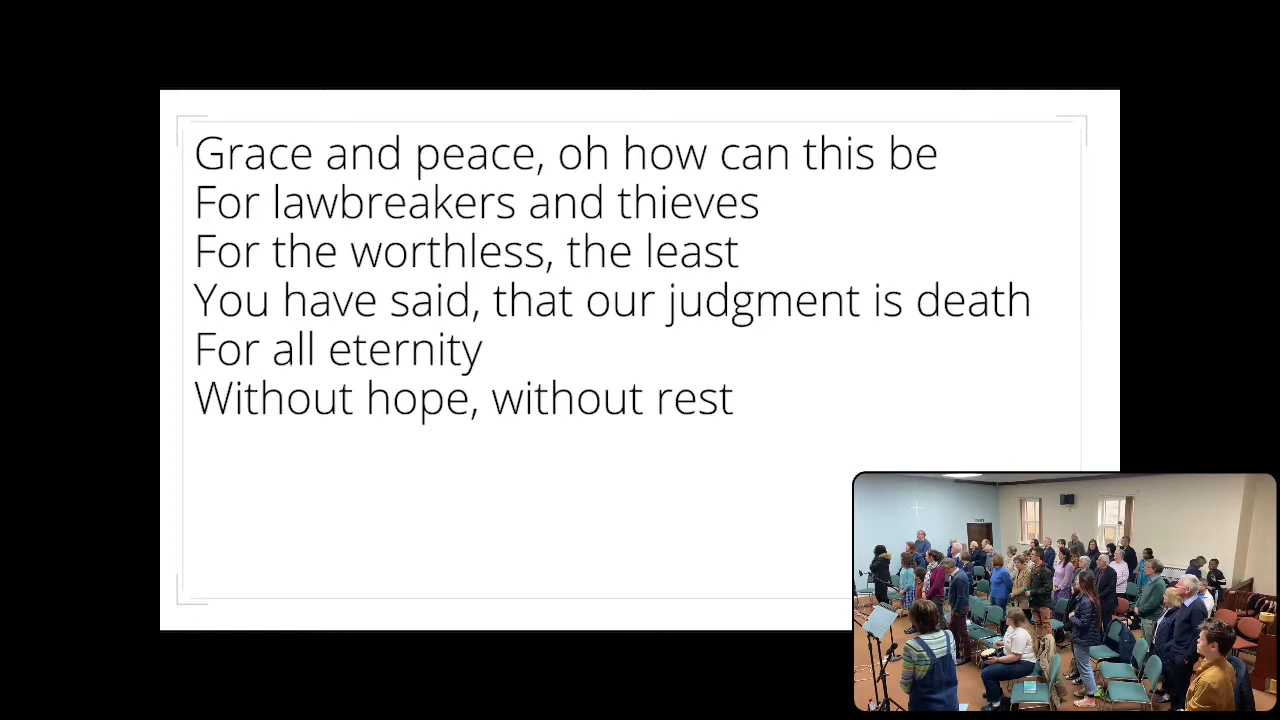 Grace and peace, oh how can this be
For lawbreakers and thieves
For the worthless, the least
You have said, that our judgment is death
For all eternity
Without hope, without rest